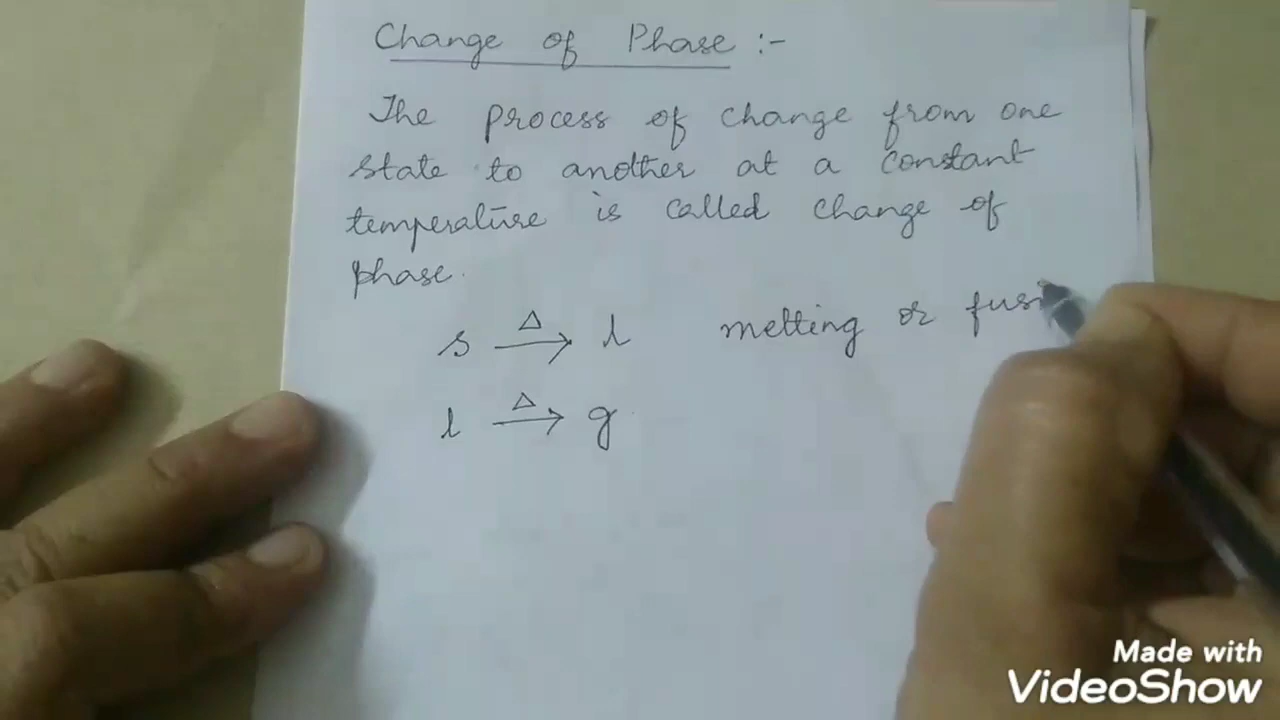 Change of Phase :-
The process of change from one
state to another at a constant
temperature is called change of
phase.
s Δ→ l melting or fusi
l Δ→ g
Made with
VideoShow